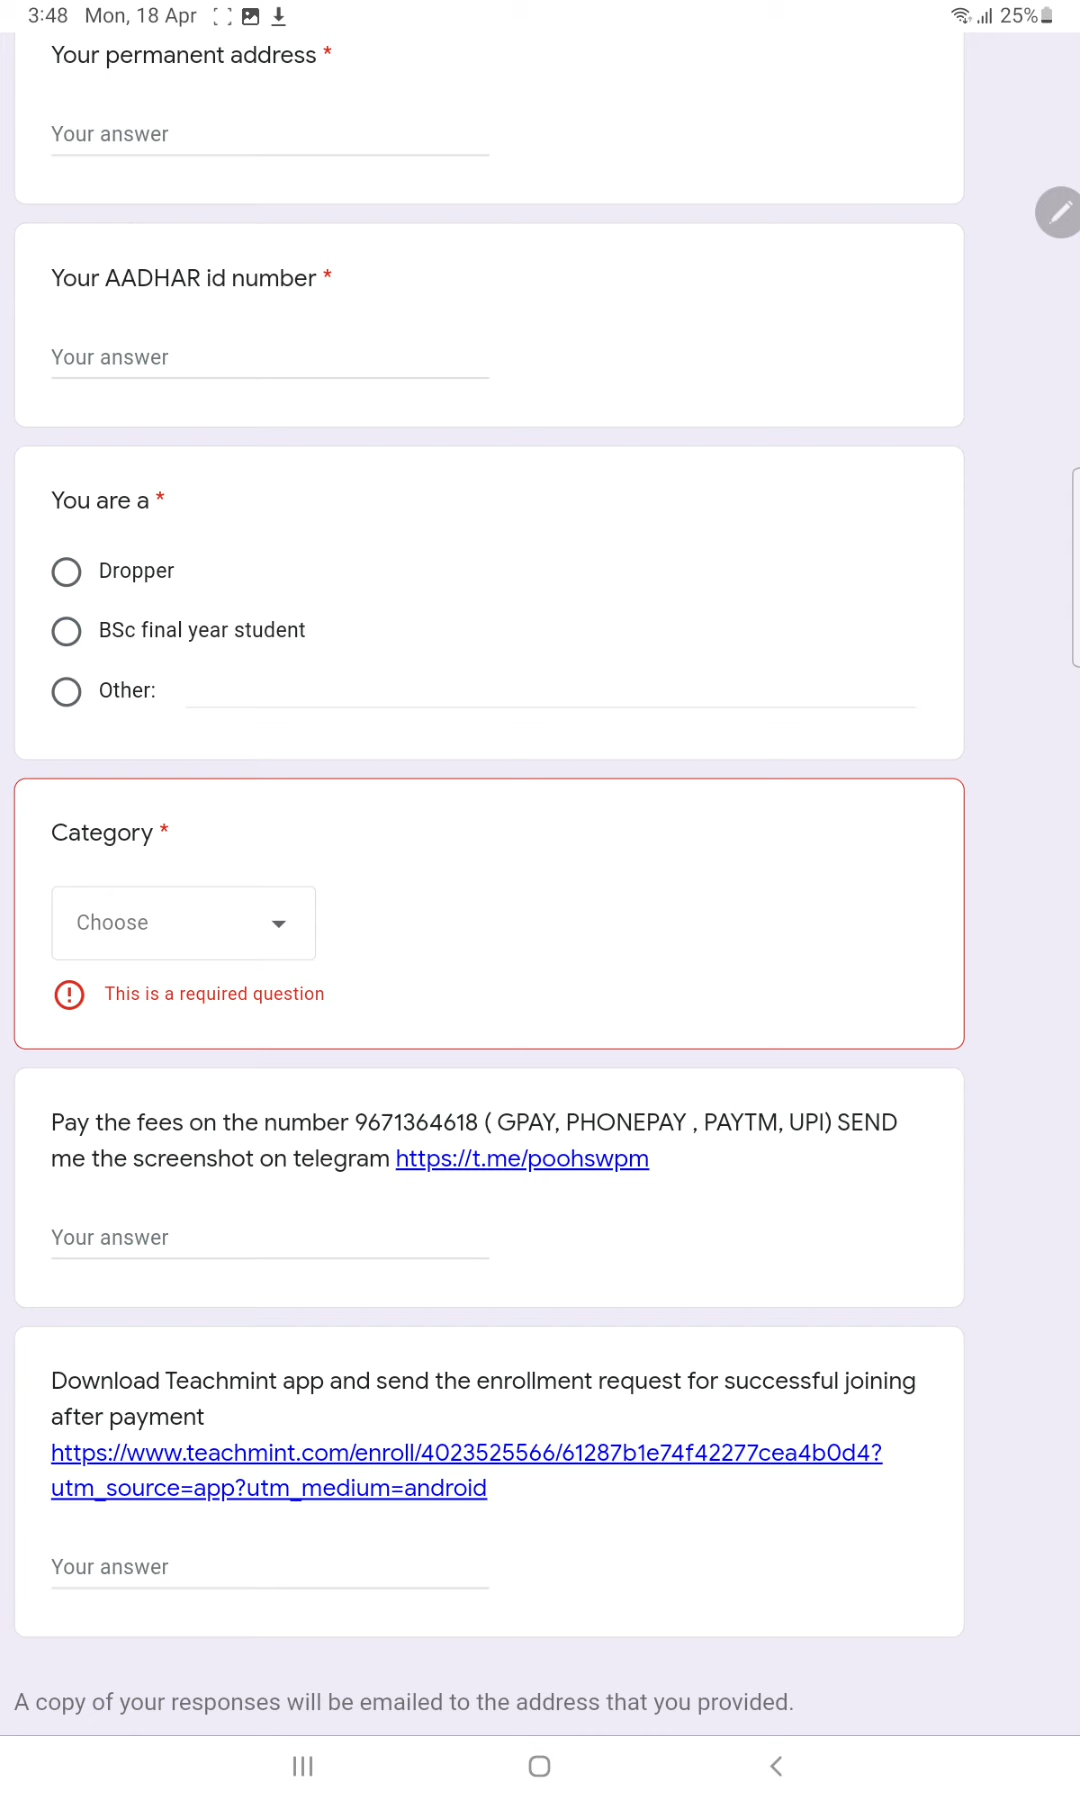 3:48 Mon, 18 Apr 25%
Your permanent address *
Your answer
Your AADHAR id number *
Your answer
You are a *
Dropper
BSc final year student
Other:
Category *
Choose
This is a required question
Pay the fees on the number 9671364618 ( GPAY, PHONEPAY , PAYTM, UPI) SEND
me the screenshot on telegram https://t.me/poohswpm
Your answer
Download Teachmint app and send the enrollment request for successful joining
after payment
https://www.teachmint.com/enroll/4023525566/61287b1e74f42277cea4b0d4?
utm_source=app?utm_medium=android
Your answer
A copy of your responses will be emailed to the address that you provided.